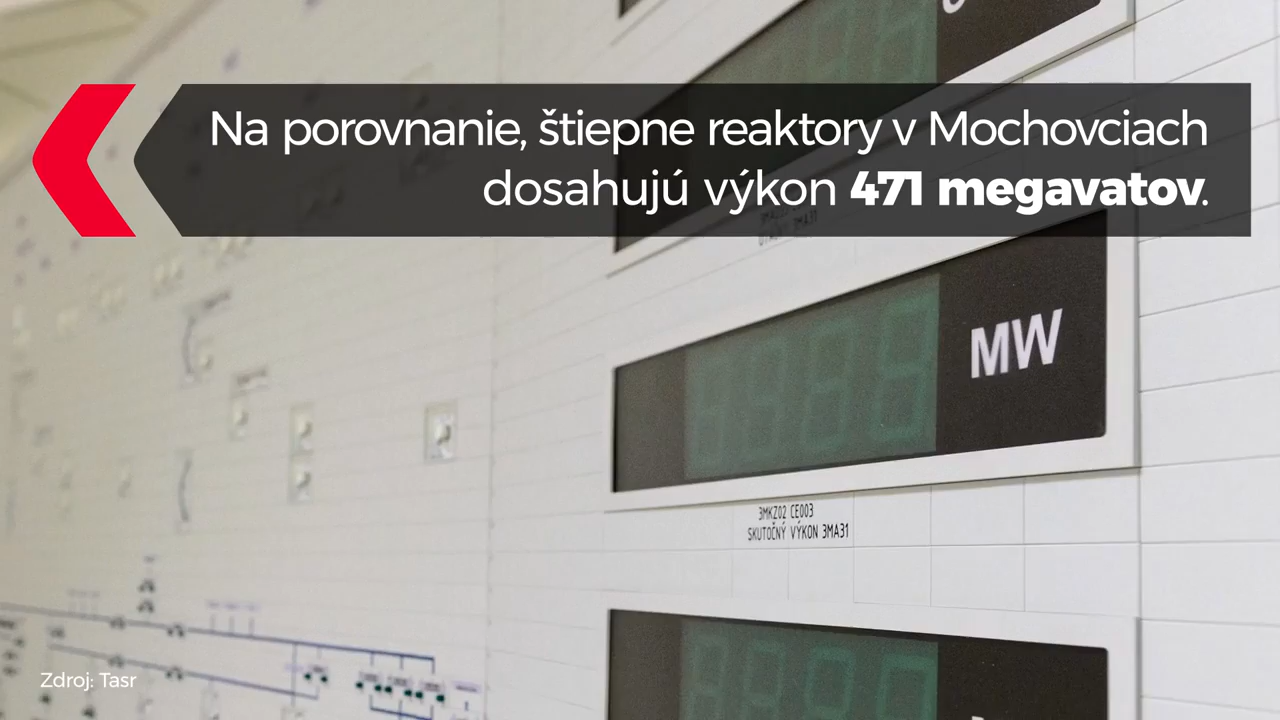 Na porovnanie, štiepne reaktory v Mochovciach
dosahujú výkon 471 megavatov.
MW
3MKZ02 CE003
SKUTOČNÝ VÝKON 3MA31
Zdroj: Tasr